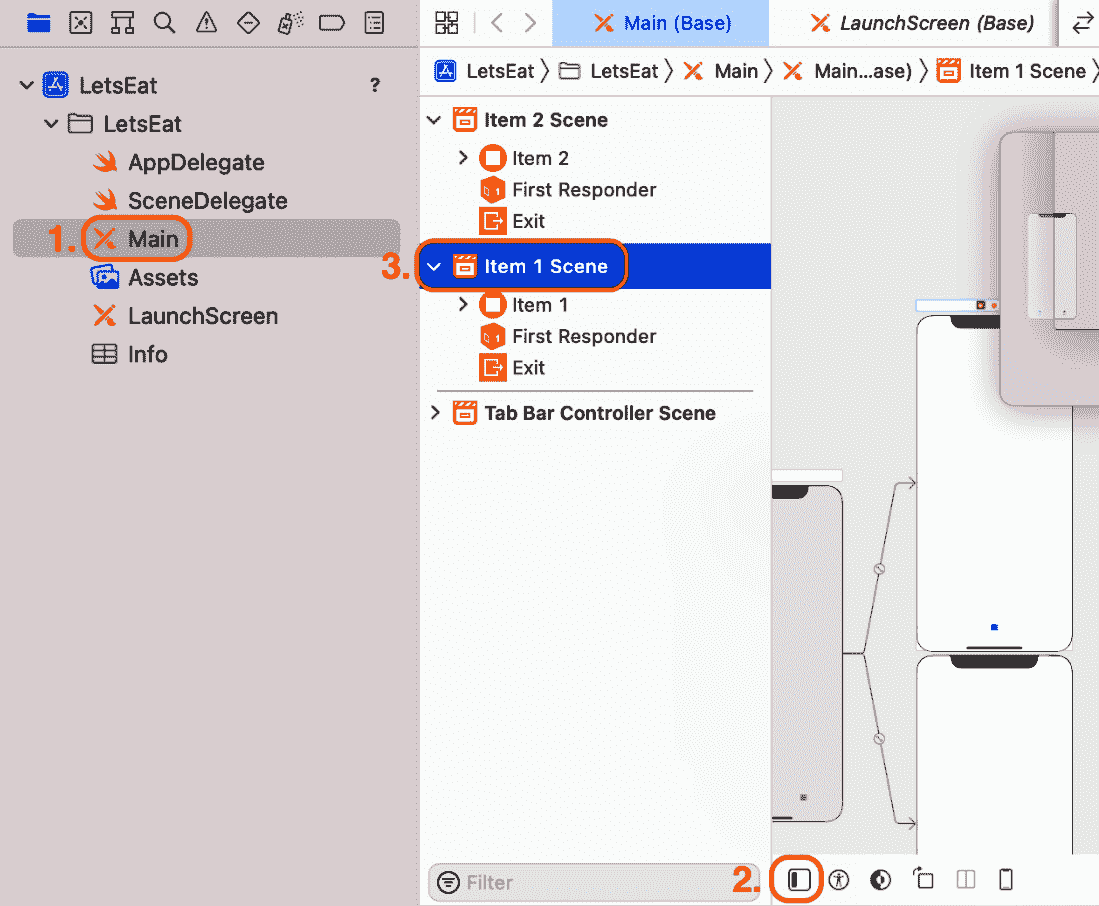 Main (Base)
LaunchScreen (Base)
LetsEat
LetsEat
Main
Main...ase)
Item 1 Scene
LetsEat
?
LetsEat
AppDelegate
SceneDelegate
1.
Main
Assets
LaunchScreen
Info
Item 2 Scene
Item 2
First Responder
Exit
3.
Item 1 Scene
Item 1
First Responder
Exit
Tab Bar Controller Scene
Filter
2.